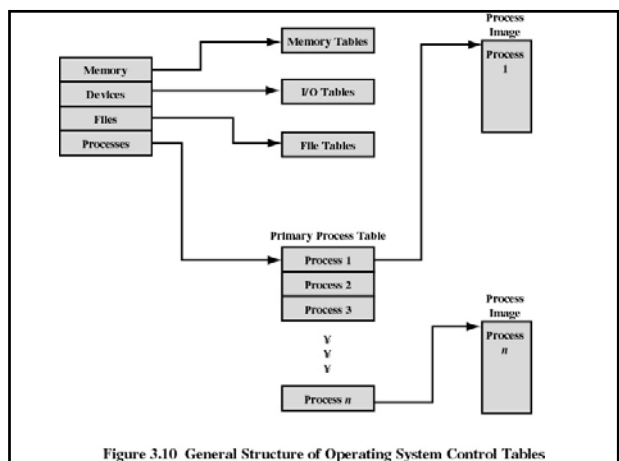 Memory
Devices
Files
Processes
Memory Tables
I/O Tables
File Tables
Primary Process Table
Process 1
Process 2
Process 3
¥
¥
¥
Process n
Process
Image
Process
1
Process
Image
Process
n
Figure 3.10 General Structure of Operating System Control Tables